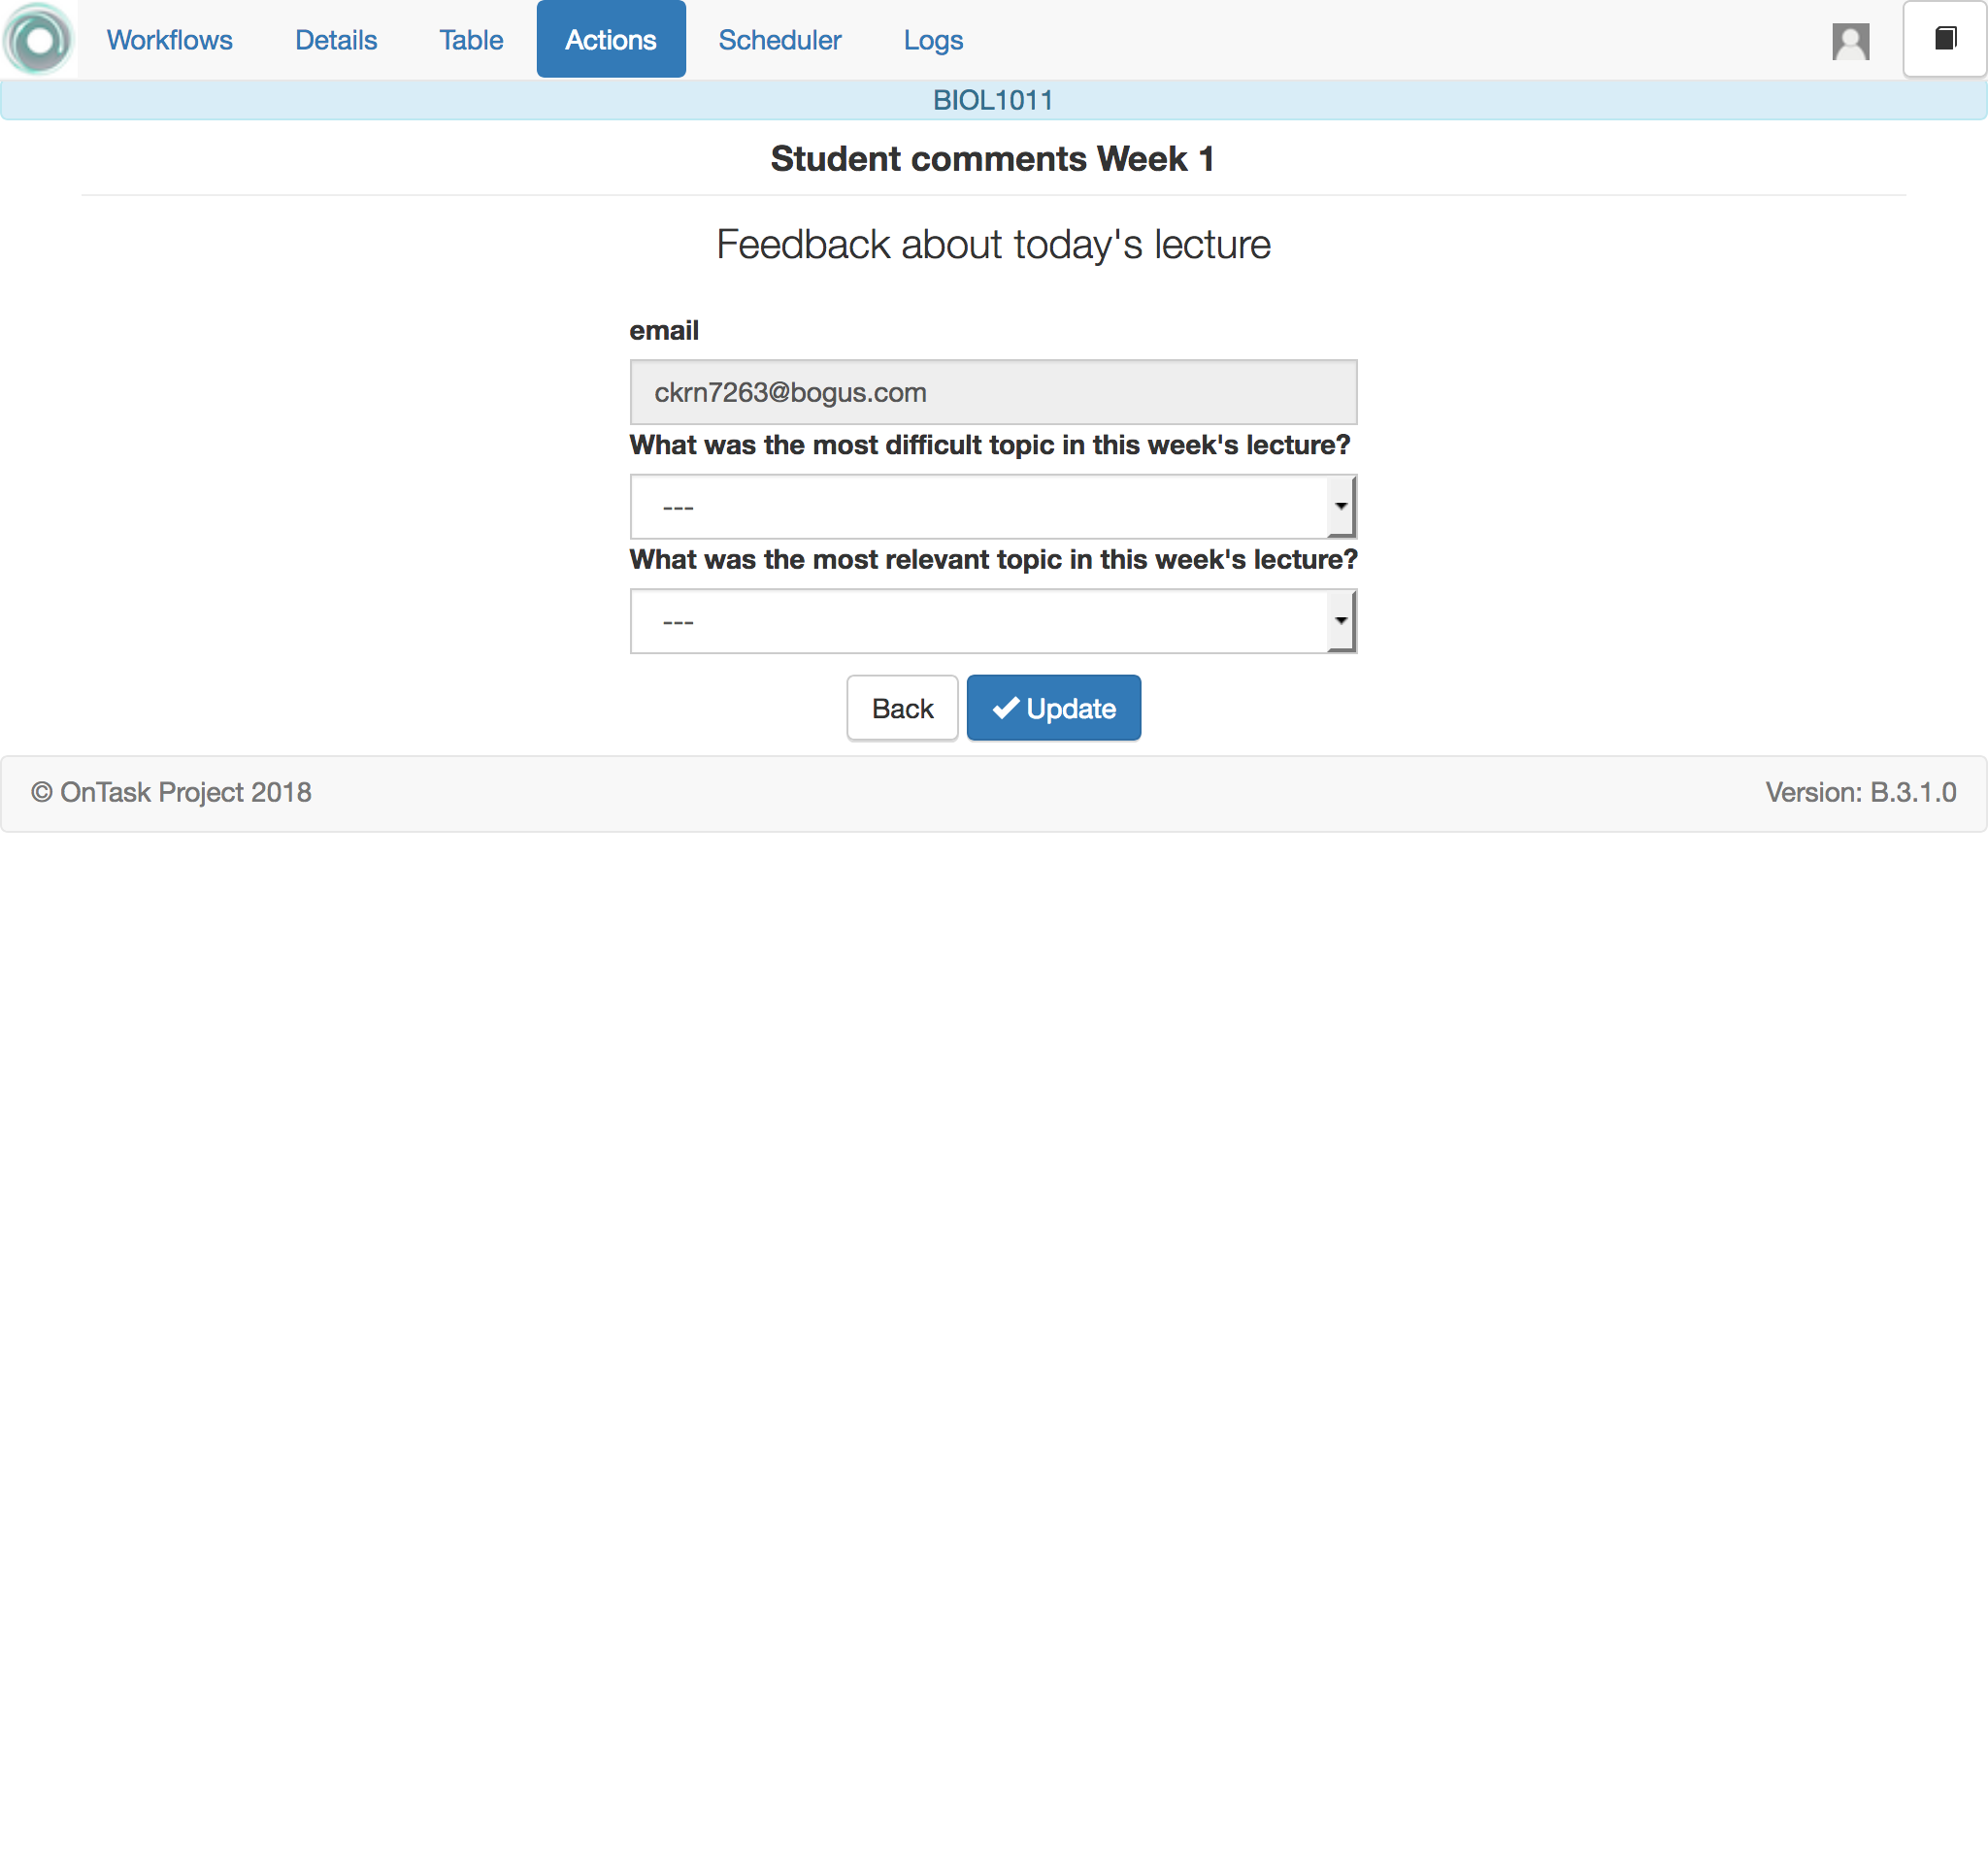 Workflows Details Table Actions Scheduler Logs
BIOL1011
Student comments Week 1
Feedback about today's lecture
email
ckrn7263@bogus.com
What was the most difficult topic in this week's lecture?
---
What was the most relevant topic in this week's lecture?
---
Back Update
© OnTask Project 2018 Version: B.3.1.0